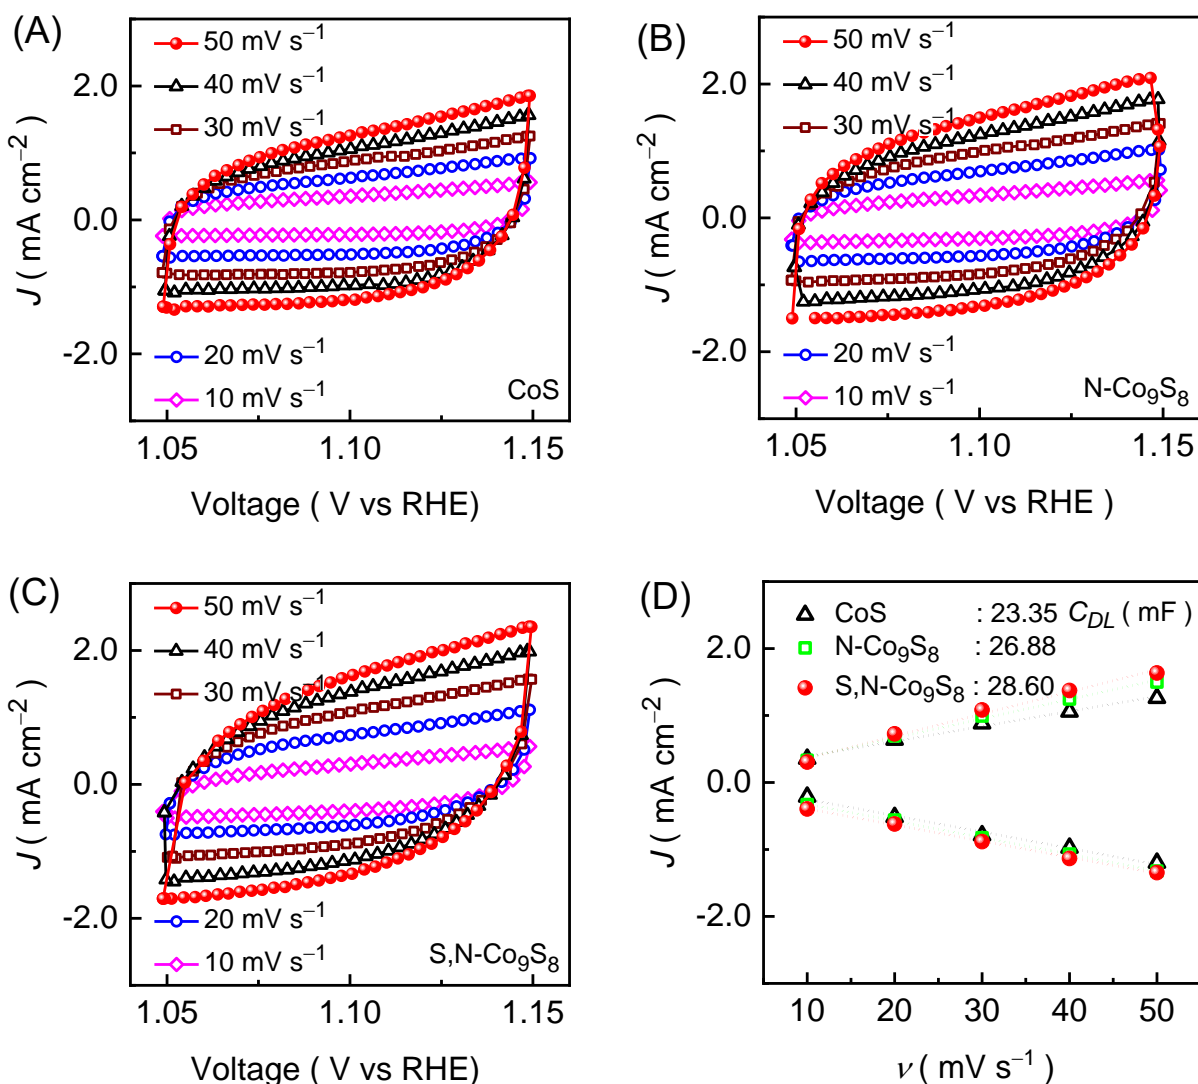 (A)
50 mV s⁻¹
40 mV s⁻¹
30 mV s⁻¹
20 mV s⁻¹
10 mV s⁻¹
CoS
2.0
0.0
-2.0
J ( mA cm⁻²)
1.05 1.10 1.15
Voltage ( V vs RHE)
(B)
50 mV s⁻¹
40 mV s⁻¹
30 mV s⁻¹
20 mV s⁻¹
10 mV s⁻¹
N-Co₉S₈
2.0
0.0
-2.0
J ( mA cm⁻²)
1.05 1.10 1.15
Voltage ( V vs RHE )
(C)
50 mV s⁻¹
40 mV s⁻¹
30 mV s⁻¹
20 mV s⁻¹
10 mV s⁻¹
S,N-Co₉S₈
2.0
0.0
-2.0
J ( mA cm⁻²)
1.05 1.10 1.15
Voltage ( V vs RHE)
(D)
CoS : 23.35 C_DL ( mF)
N-Co₉S₈ : 26.88
S,N-Co₉S₈ : 28.60
2.0
0.0
-2.0
J ( mA cm⁻²)
10 20 30 40 50
ν ( mV s⁻¹)